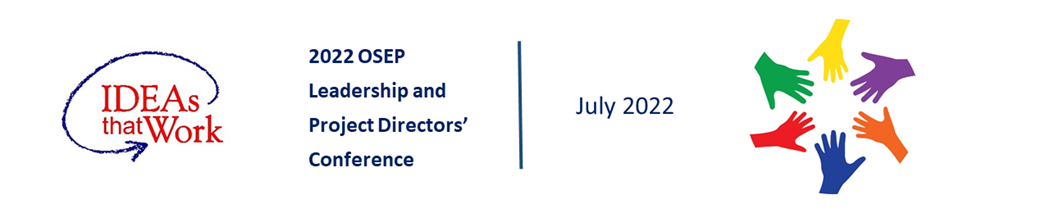 IDEAs
that Work
2022 OSEP
Leadership and
Project Directors’
Conference
July 2022